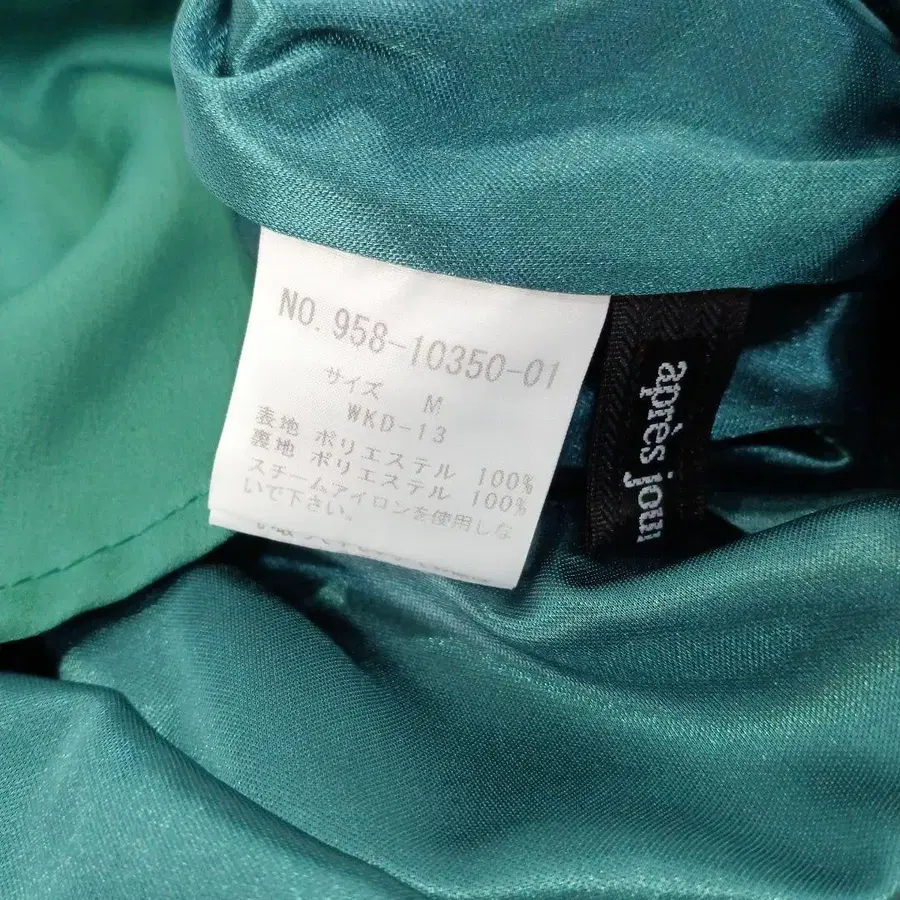 NO. 958-10350-01
サイズ M
WKD-13
表地 ポリエステル 100%
裏地 ポリエステル 100%
スチームアイロンを使用しな
いで下さい。
après jour